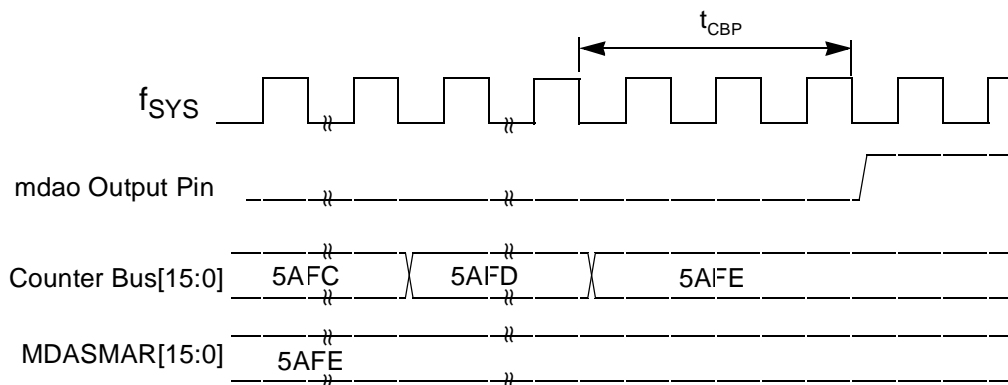 tCBP
fSYS
mdao Output Pin
Counter Bus[15:0] 5AFC 5AFD 5AFE
MDASMAR[15:0] 5AFE